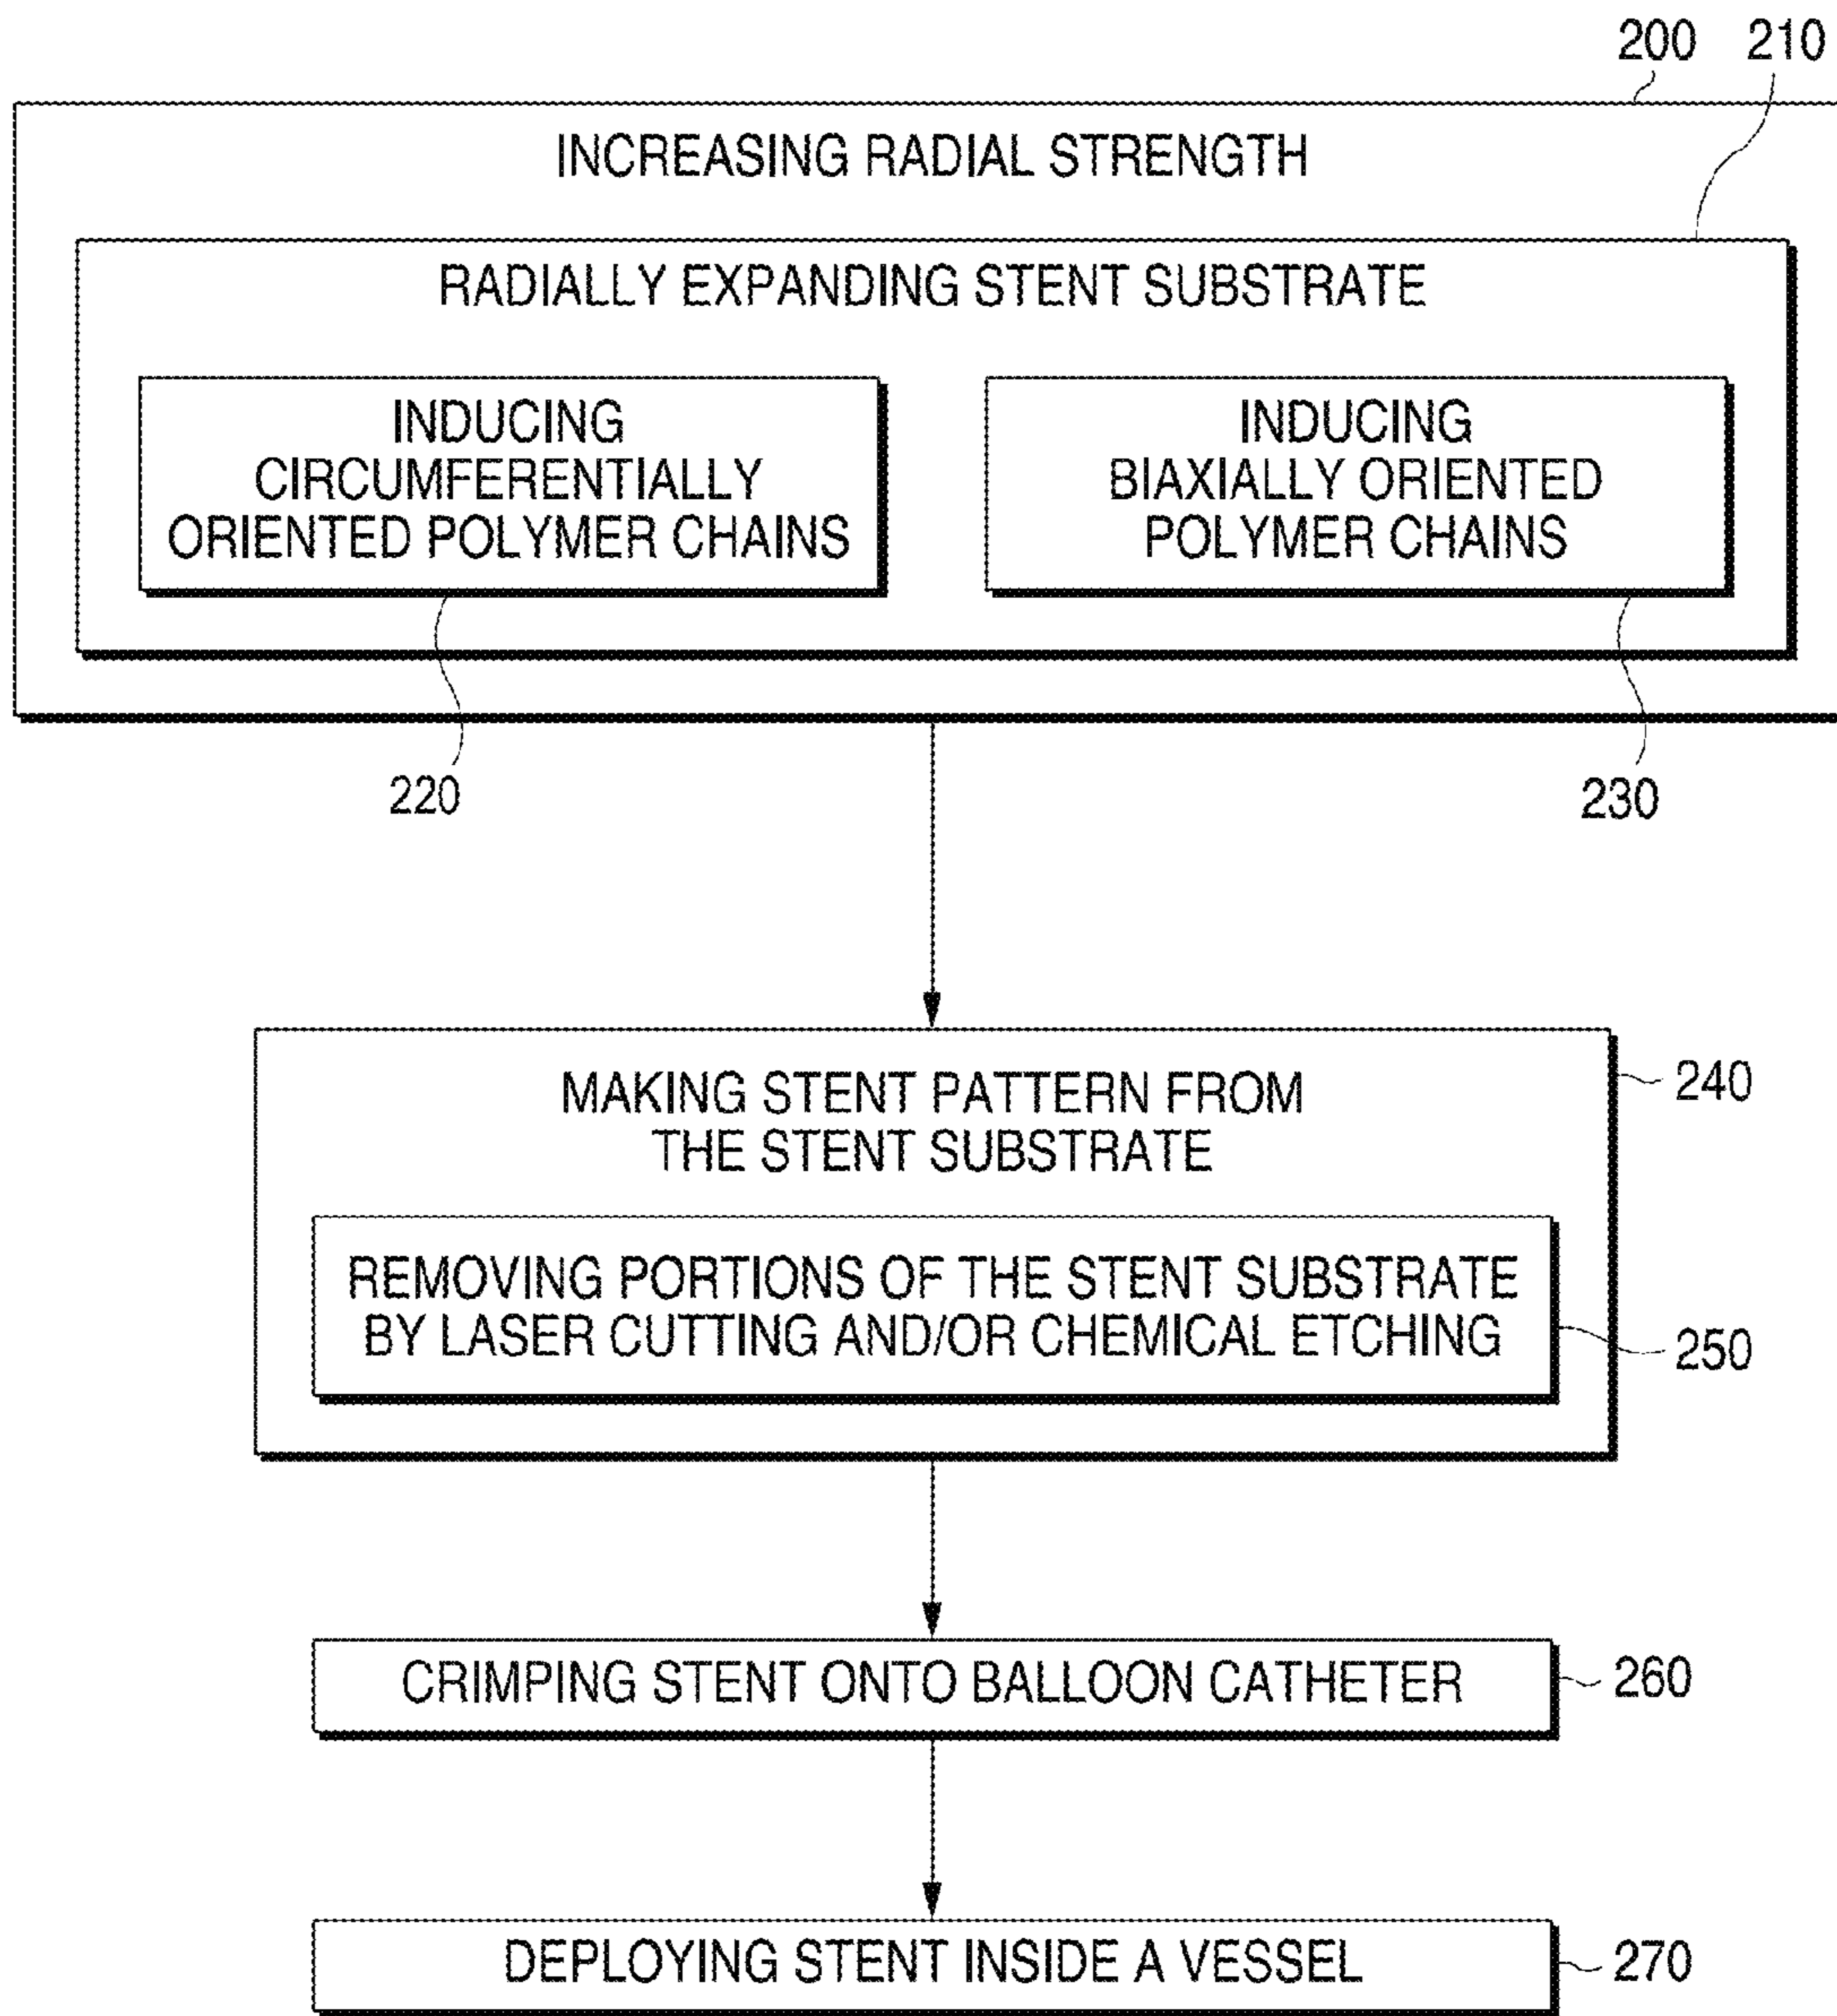 200 210
INCREASING RADIAL STRENGTH
RADIALLY EXPANDING STENT SUBSTRATE
INDUCING
CIRCUMFERENTIALLY
ORIENTED POLYMER CHAINS
INDUCING
BIAXIALLY ORIENTED
POLYMER CHAINS
220
230
MAKING STENT PATTERN FROM
THE STENT SUBSTRATE
240
REMOVING PORTIONS OF THE STENT SUBSTRATE
BY LASER CUTTING AND/OR CHEMICAL ETCHING
250
CRIMPING STENT ONTO BALLOON CATHETER
260
DEPLOYING STENT INSIDE A VESSEL
270